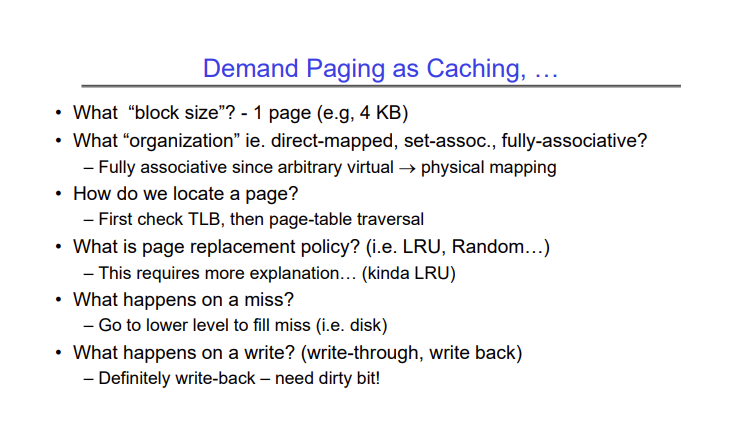 Demand Paging as Caching, …
• What “block size”? - 1 page (e.g, 4 KB)
• What “organization” ie. direct-mapped, set-assoc., fully-associative?
– Fully associative since arbitrary virtual → physical mapping
• How do we locate a page?
– First check TLB, then page-table traversal
• What is page replacement policy? (i.e. LRU, Random…)
– This requires more explanation… (kinda LRU)
• What happens on a miss?
– Go to lower level to fill miss (i.e. disk)
• What happens on a write? (write-through, write back)
– Definitely write-back – need dirty bit!